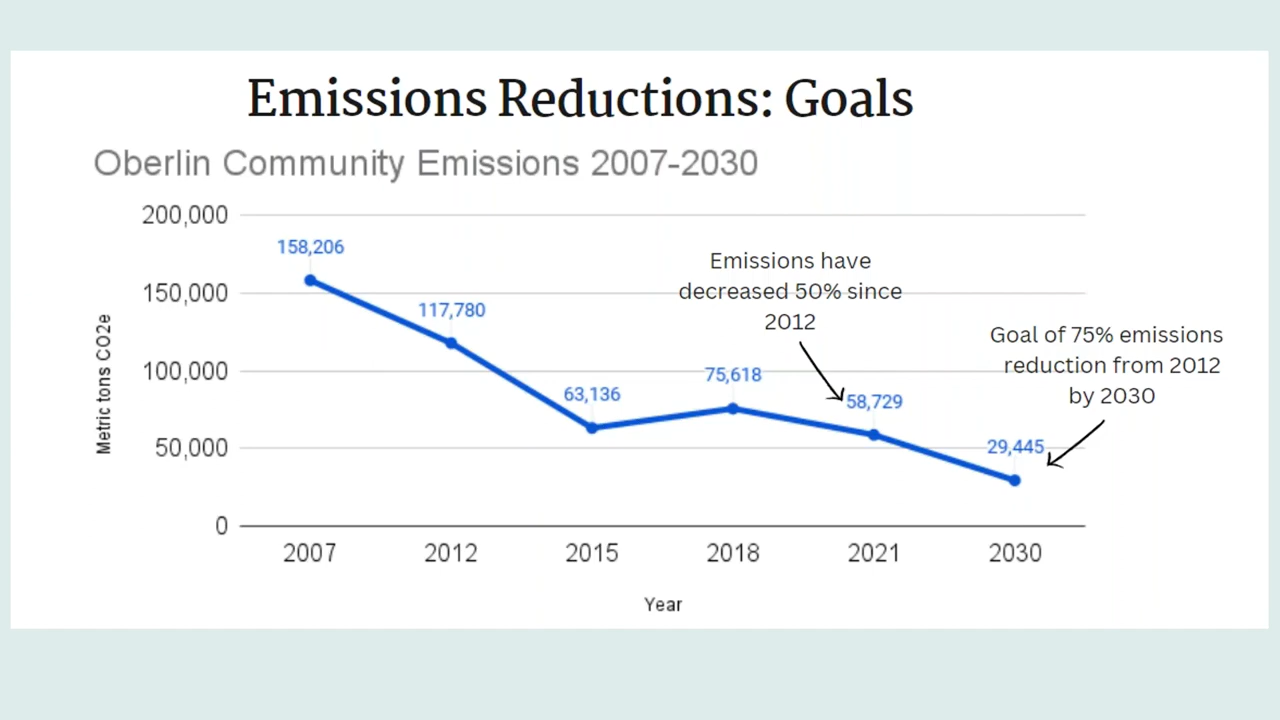 Emissions Reductions: Goals
Oberlin Community Emissions 2007-2030
200,000
150,000
100,000
50,000
0
Metric tons CO2e
158,206
117,780
63,136
75,618
58,729
29,445
Emissions have
decreased 50% since
2012
Goal of 75% emissions
reduction from 2012
by 2030
2007 2012 2015 2018 2021 2030
Year